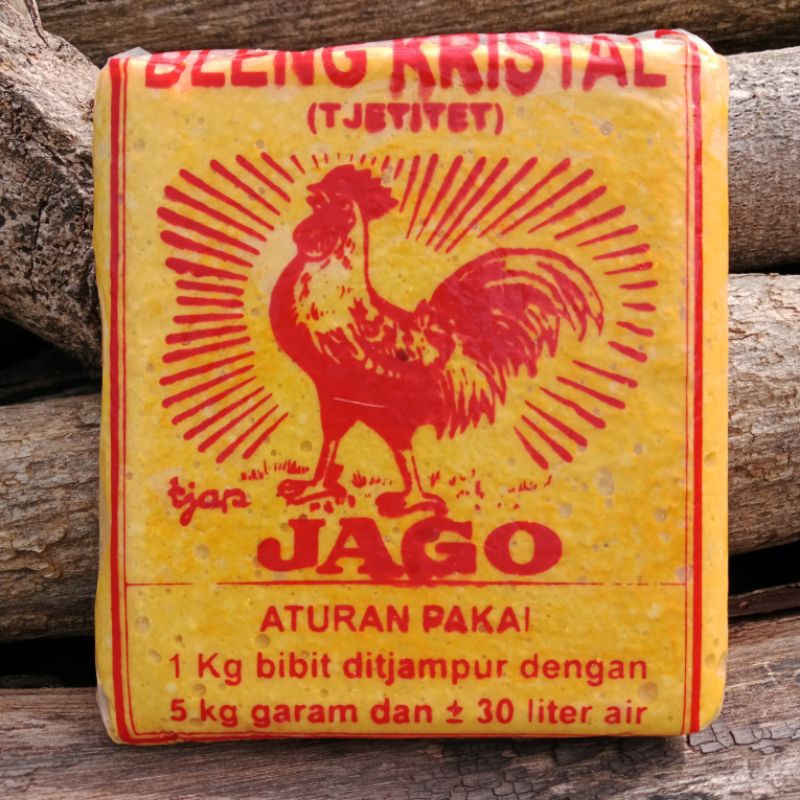 BLENG KRISTAL
(TJETITET)
tjap
JAGO
ATURAN PAKAI
1 Kg bibit ditjampur dengan
5 kg garam dan ± 30 liter air